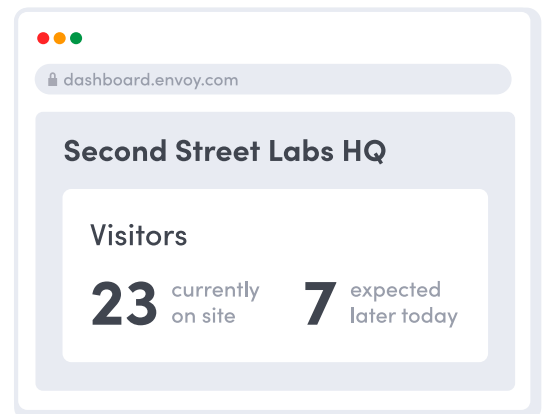 dashboard.envoy.com
Second Street Labs HQ
Visitors
23 currently on site
7 expected later today